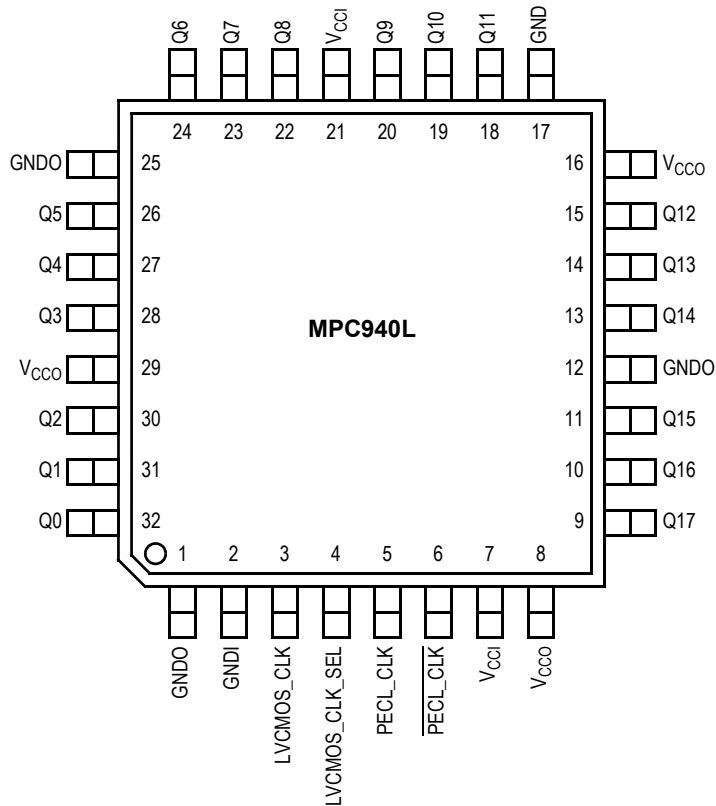 Q6 Q7 Q8 VCCI Q9 Q10 Q11 GND
24 23 22 21 20 19 18 17
GNDO 25 16 VCCO
Q5 26 15 Q12
Q4 27 14 Q13
Q3 28 MPC940L 13 Q14
VCCO 29 12 GNDO
Q2 30 11 Q15
Q1 31 10 Q16
Q0 32 9 Q17
1 2 3 4 5 6 7 8
GNDO GNDI LVCMOS_CLK LVCMOS_CLK_SEL PECL_CLK PECL_CLK VCCI VCCO